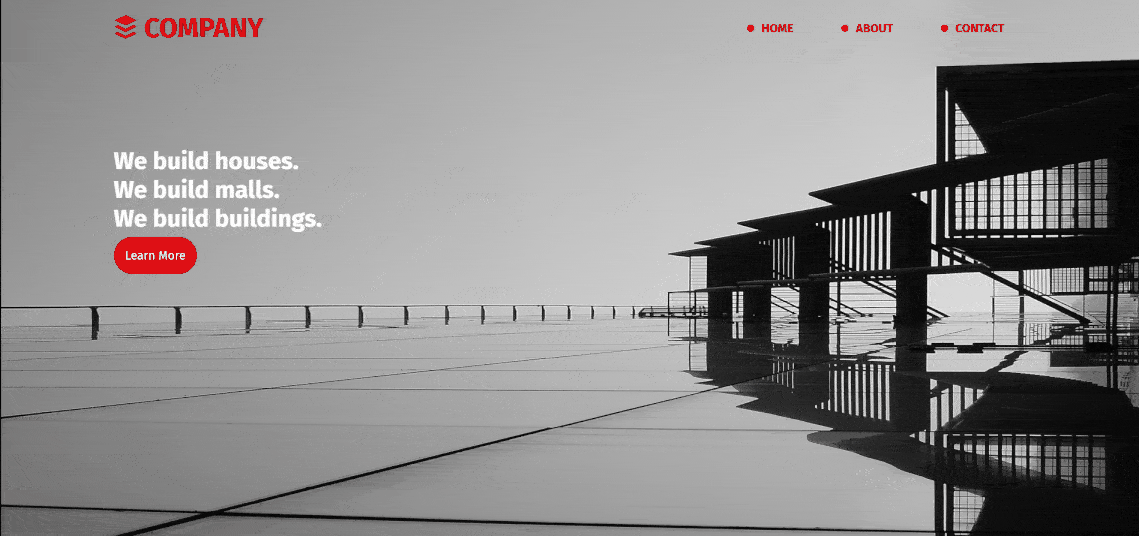 COMPANY
HOME
ABOUT
CONTACT
We build houses.
We build malls.
We build buildings.
Learn More